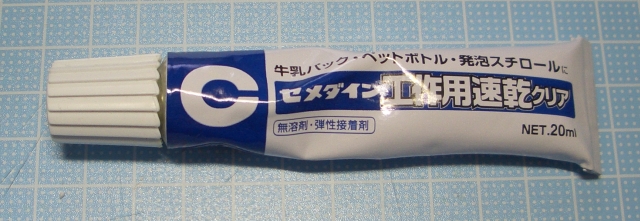 牛乳パック・ペットボトル・発泡スチロールに
C
セメダイン工作用速乾クリア
無溶剤・弾性接着剤
NET.20ml